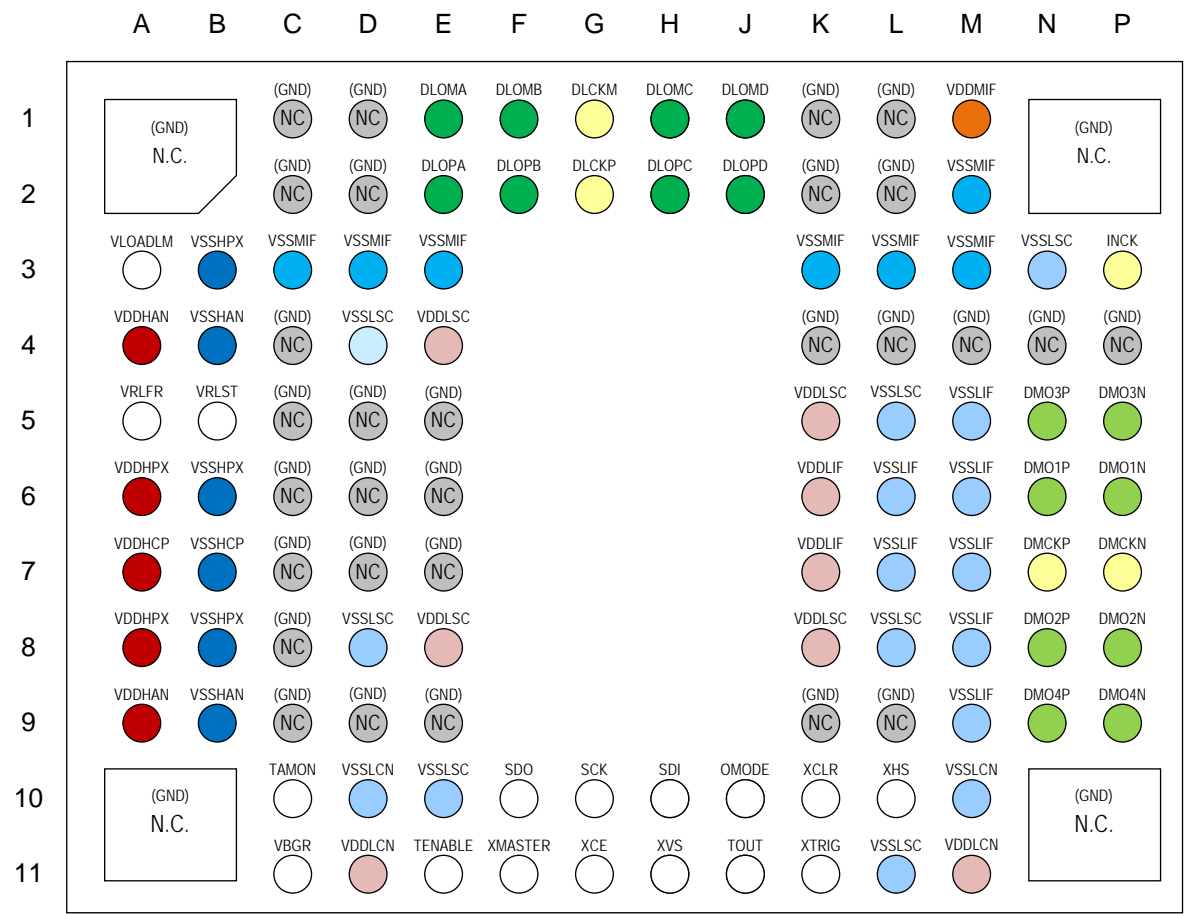 A B C D E F G H J K L M N P
(GND) (GND) DLOMA DLOMB DLCKM DLOMC DLOMD (GND) (GND) VDDMIF
1 (GND) N.C. NC NC NC NC (GND) N.C.
(GND) (GND) DLOPA DLOPB DLCKP DLOPC DLOPD (GND) (GND) VSSMIF
2 NC NC NC NC
VLOADLM VSSHPX VSSMIF VSSMIF VSSMIF VSSMIF VSSMIF VSSMIF VSSLSC INCK
3
VDDHAN VSSHAN (GND) VSSLSC VDDLSC (GND) (GND) (GND) (GND) (GND)
4 NC NC NC NC NC NC
VRLFR VRLST (GND) (GND) (GND) VDDLSC VSSLSC VSSLIF DMO3P DMO3N
5 NC NC NC
VDDHPX VSSHPX (GND) (GND) (GND) VDDLIF VSSLIF VSSLIF DMO1P DMO1N
6 NC NC NC
VDDHCP VSSHCP (GND) (GND) (GND) VDDLIF VSSLIF VSSLIF DMCKP DMCKN
7 NC NC NC
VDDHPX VSSHPX (GND) VSSLSC VDDLSC VDDLSC VSSLSC VSSLIF DMO2P DMO2N
8 NC
VDDHAN VSSHAN (GND) (GND) (GND) (GND) (GND) VSSLIF DMO4P DMO4N
9 NC NC NC NC NC
TAMON VSSLCN VSSLSC SDO SCK SDI OMODE XCLR XHS VSSLCN
10 (GND) N.C. (GND) N.C.
VBGR VDDLCN TENABLE XMASTER XCE XVS TOUT XTRIG VSSLSC VDDLCN
11